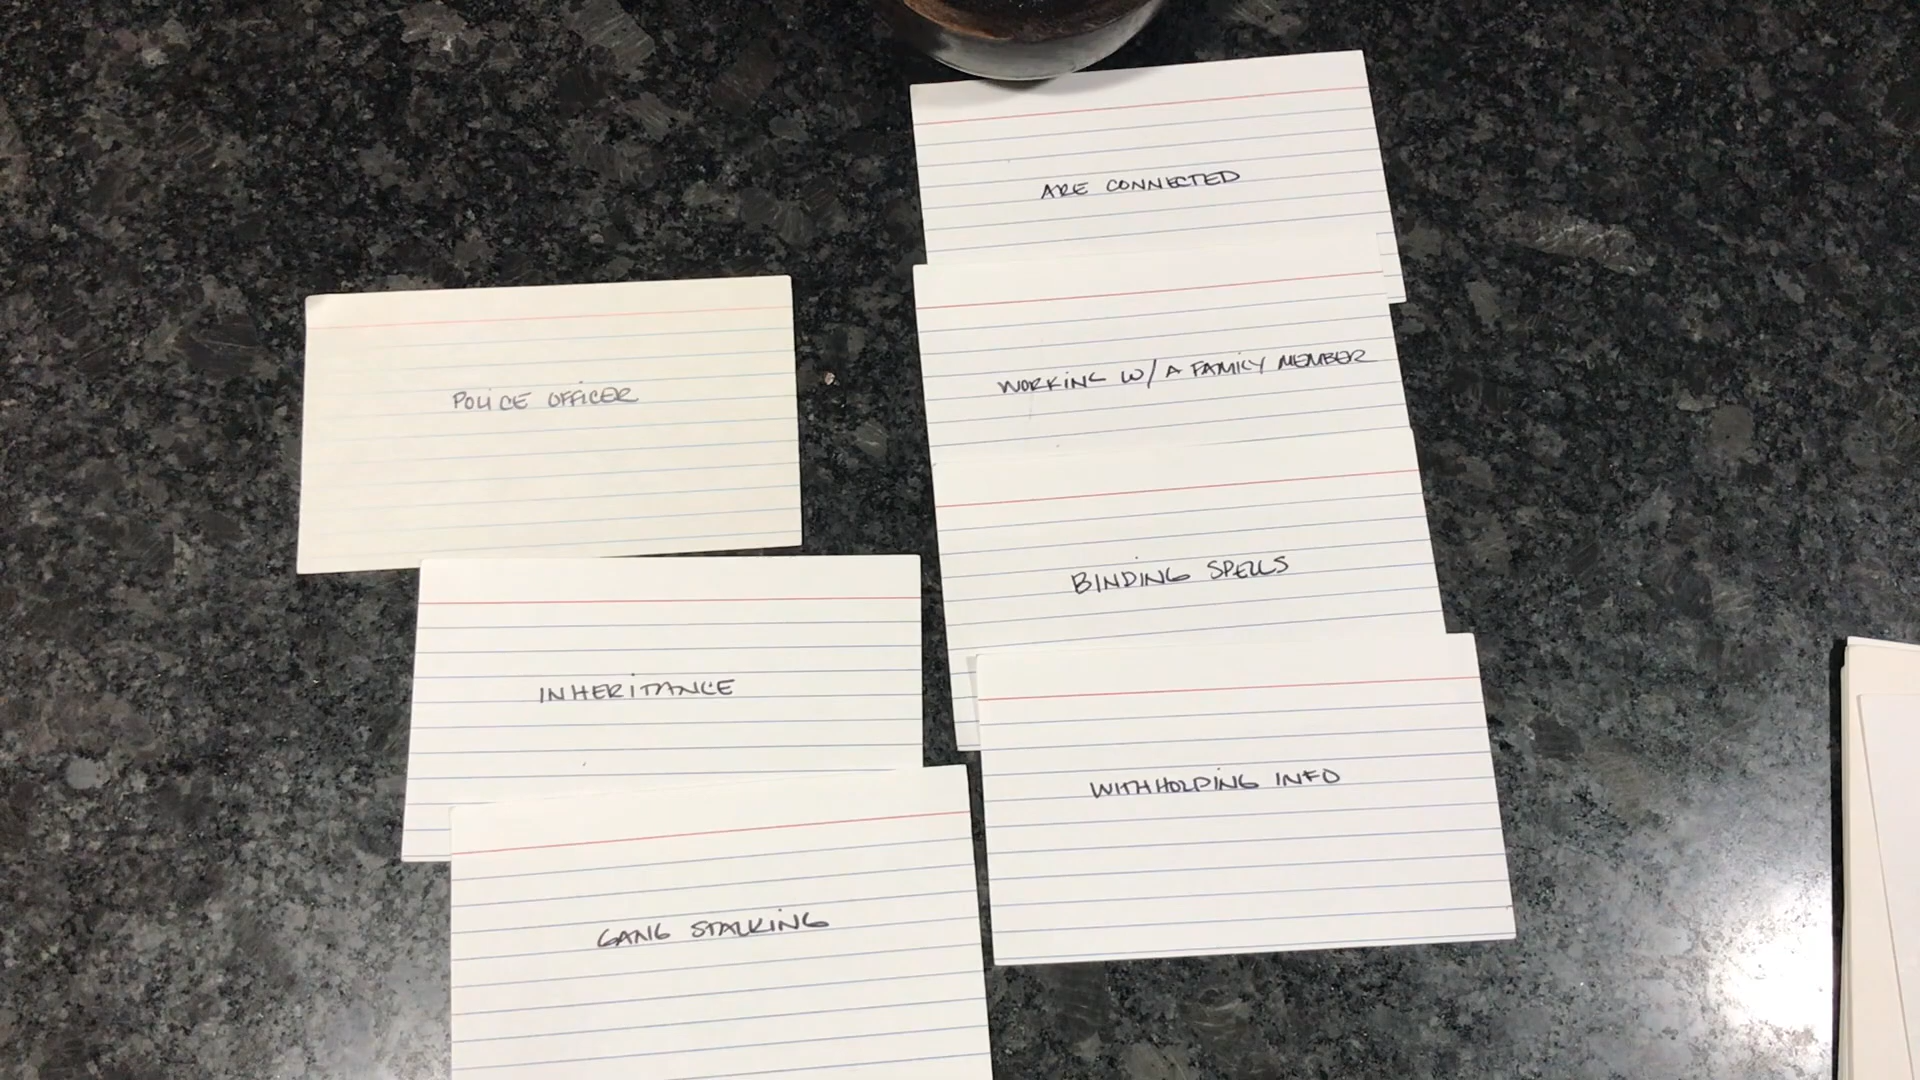 POLICE OFFICER
INHERITANCE
GANG STALKING
ARE CONNECTED
WORKING W/ A FAMILY MEMBER
BINDING SPELLS
WITHHOLDING INFO